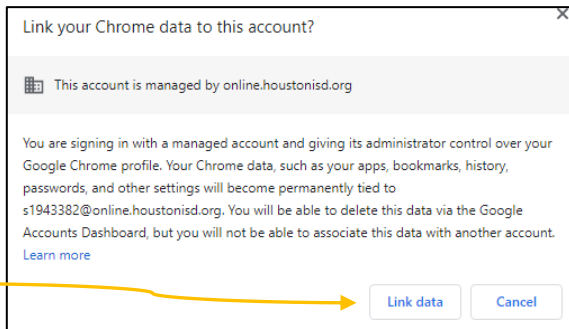 Link your Chrome data to this account?
This account is managed by online.houstonisd.org
You are signing in with a managed account and giving its administrator control over your
Google Chrome profile. Your Chrome data, such as your apps, bookmarks, history,
passwords, and other settings will become permanently tied to
s1943382@online.houstonisd.org. You will be able to delete this data via the Google
Accounts Dashboard, but you will not be able to associate this data with another account.
Learn more
Link data Cancel